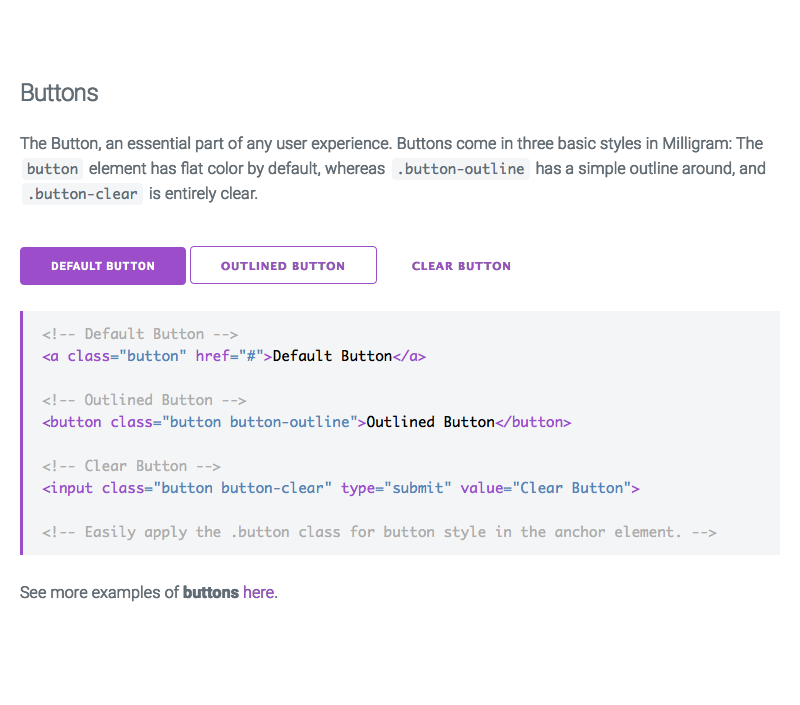 Buttons
The Button, an essential part of any user experience. Buttons come in three basic styles in Milligram: The
button element has flat color by default, whereas .button-outline has a simple outline around, and
.button-clear is entirely clear.
DEFAULT BUTTON OUTLINED BUTTON CLEAR BUTTON
<!-- Default Button -->
<a class="button" href="#">Default Button</a>
<!-- Outlined Button -->
<button class="button button-outline">Outlined Button</button>
<!-- Clear Button -->
<input class="button button-clear" type="submit" value="Clear Button">
<!-- Easily apply the .button class for button style in the anchor element. -->
See more examples of buttons here.